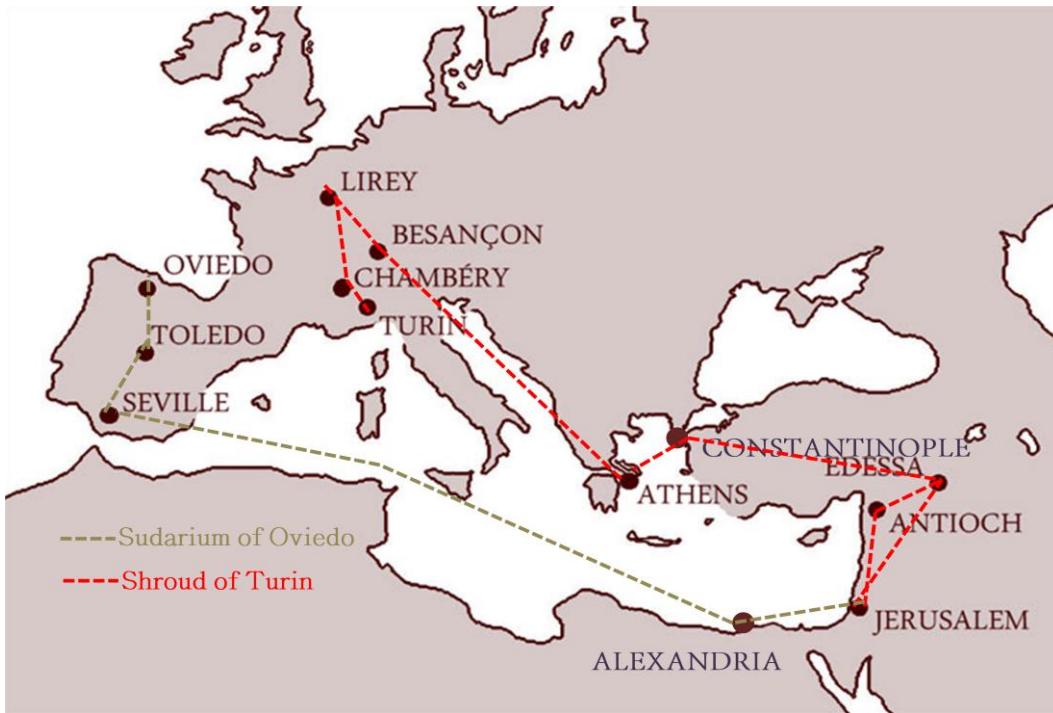 LIREY
BESANÇON
OVIEDO
CHAMBÉRY
TURIN
TOLEDO
SEVILLE
CONSTANTINOPLE
EDESSA
ATHENS
ANTIOCH
Sudarium of Oviedo
Shroud of Turin
JERUSALEM
ALEXANDRIA